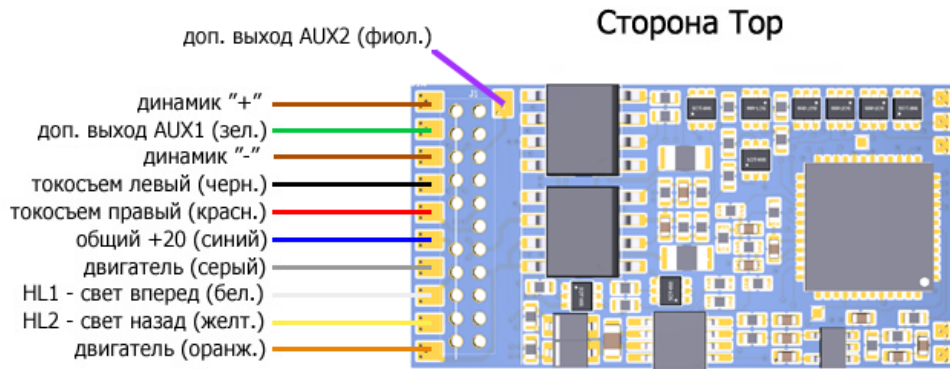 Сторона Top
доп. выход AUX2 (фиол.)
J1
динамик "+"
доп. выход AUX1 (зел.)
динамик "-"
токосъем левый (черн.)
токосъем правый (красн.)
общий +20 (синий)
двигатель (серый)
HL1 - свет вперед (бел.)
HL2 - свет назад (желт.)
двигатель (оранж.)